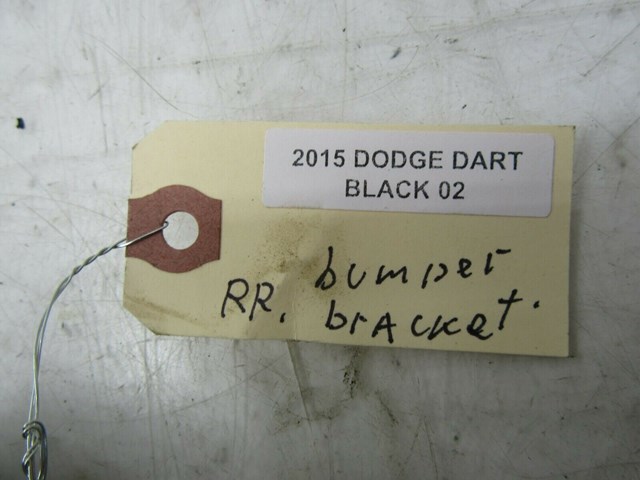 2015 DODGE DART
BLACK 02
bumper
RR. bracket.